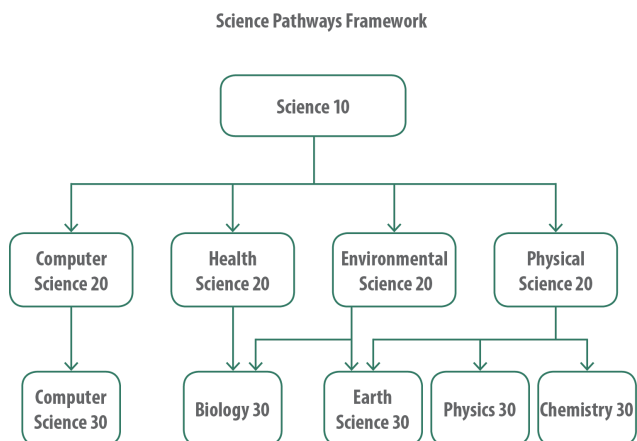 Science Pathways Framework
Science 10
Computer
Science 20
Health
Science 20
Environmental
Science 20
Physical
Science 20
Computer
Science 30
Biology 30
Earth
Science 30
Physics 30
Chemistry 30